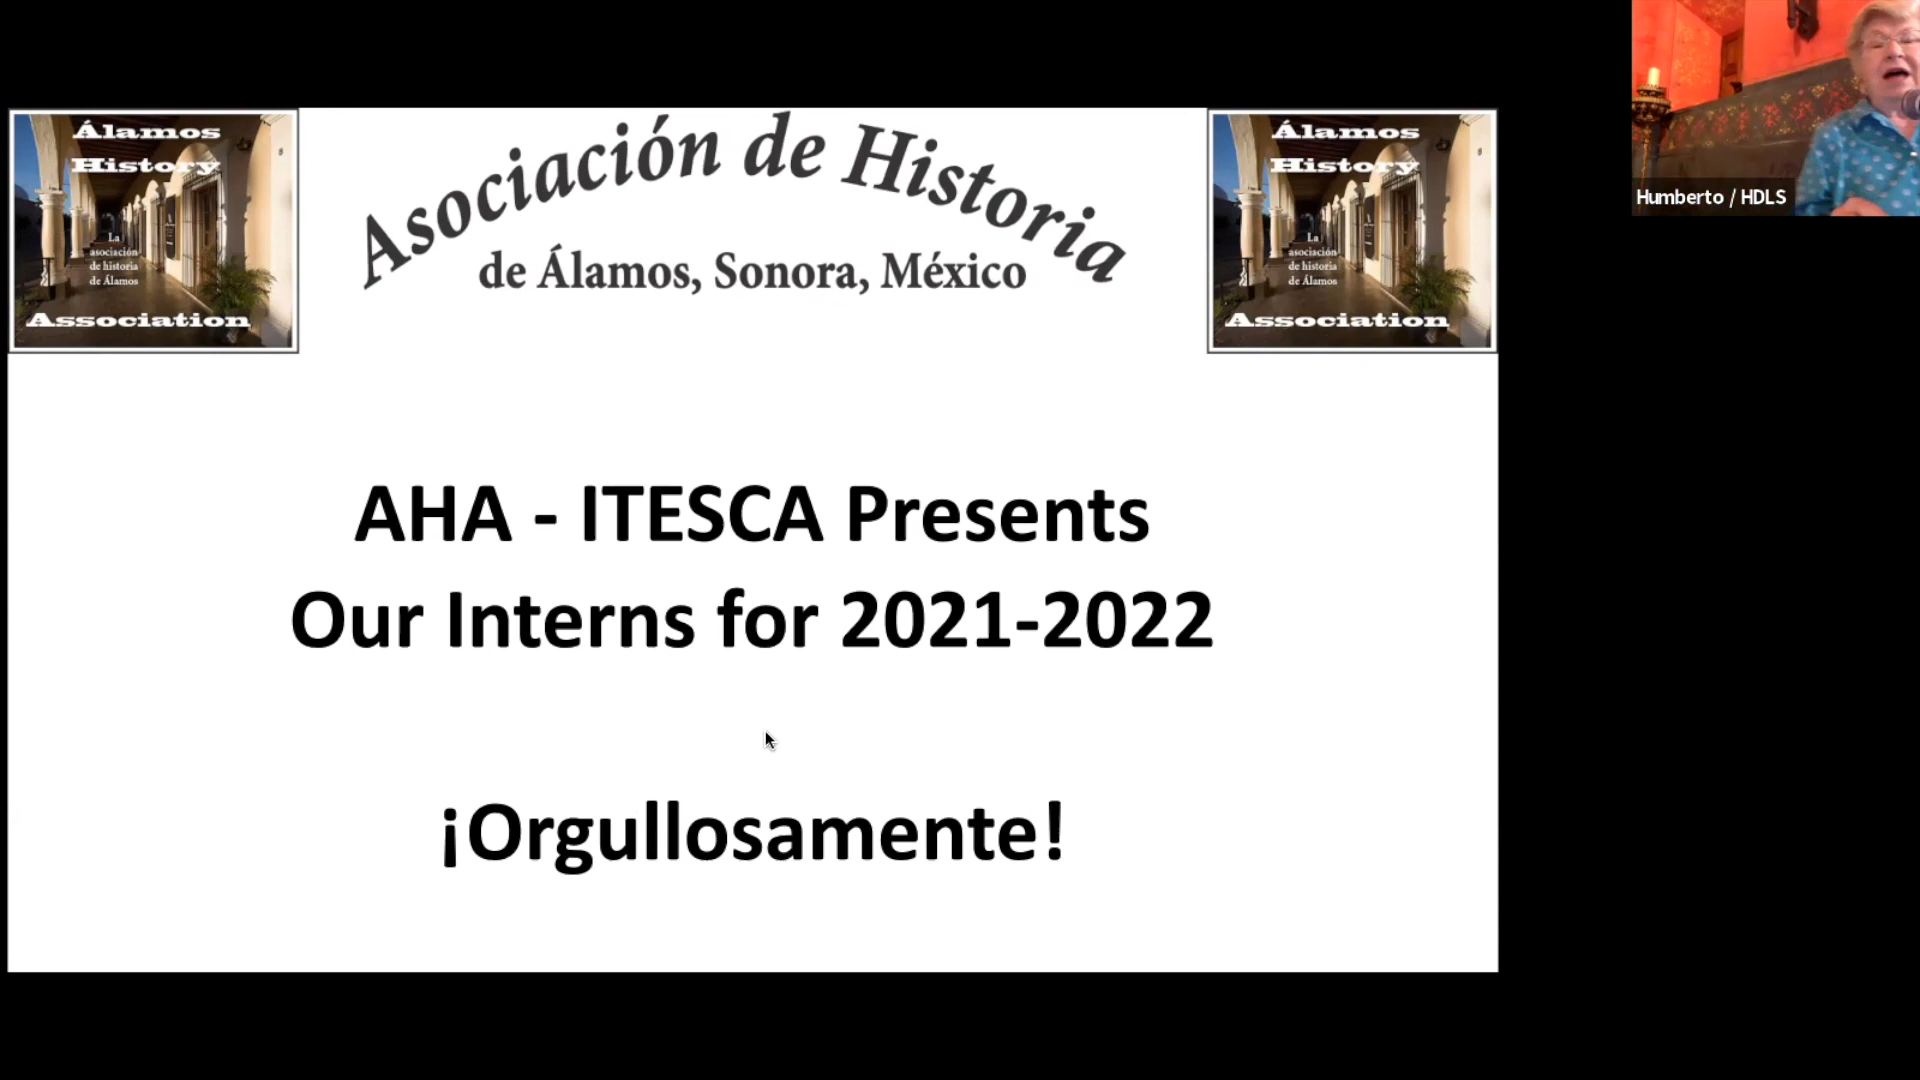 Álamos
History
La
asociación
de historia
de Álamos
Association
Asociación de Historia
de Álamos, Sonora, México
Álamos
History
La
asociación
de historia
de Álamos
Association
Humberto / HDLS
AHA - ITESCA Presents
Our Interns for 2021-2022
¡Orgullosamente!